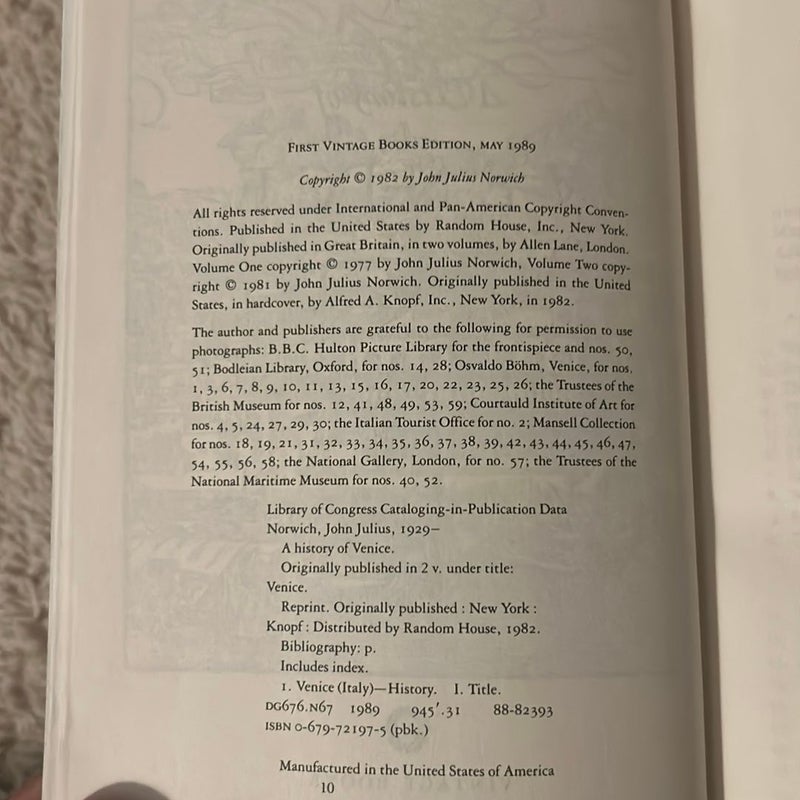 First Vintage Books Edition, May 1989
Copyright © 1982 by John Julius Norwich
All rights reserved under International and Pan-American Copyright Conven-
tions. Published in the United States by Random House, Inc., New York.
Originally published in Great Britain, in two volumes, by Allen Lane, London.
Volume One copyright © 1977 by John Julius Norwich, Volume Two copy-
right © 1981 by John Julius Norwich. Originally published in the United
States, in hardcover, by Alfred A. Knopf, Inc., New York, in 1982.
The author and publishers are grateful to the following for permission to use
photographs: B.B.C. Hulton Picture Library for the frontispiece and nos. 50,
51; Bodleian Library, Oxford, for nos. 14, 28; Osvaldo Böhm, Venice, for nos.
1, 3, 6, 7, 8, 9, 10, 11, 13, 15, 16, 17, 20, 22, 23, 25, 26; the Trustees of the
British Museum for nos. 12, 41, 48, 49, 53, 59; Courtauld Institute of Art for
nos. 4, 5, 24, 27, 29, 30; the Italian Tourist Office for no. 2; Mansell Collection
for nos. 18, 19, 21, 31, 32, 33, 34, 35, 36, 37, 38, 39, 42, 43, 44, 45, 46, 47,
54, 55, 56, 58; the National Gallery, London, for no. 57; the Trustees of the
National Maritime Museum for nos. 40, 52.
Library of Congress Cataloging-in-Publication Data
Norwich, John Julius, 1929–
A history of Venice.
Originally published in 2 v. under title:
Venice.
Reprint. Originally published : New York :
Knopf : Distributed by Random House, 1982.
Bibliography: p.
Includes index.
1. Venice (Italy)—History. I. Title.
DG676.N67 1989 945′.31 88-82393
ISBN 0-679-72197-5 (pbk.)
Manufactured in the United States of America
10